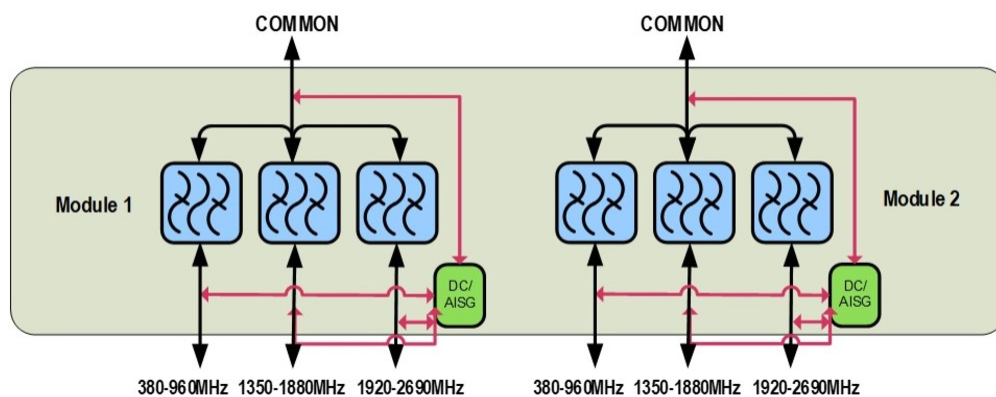 COMMON COMMON
Module 1 Module 2
DC/
AISG
DC/
AISG
380-960MHz 1350-1880MHz 1920-2690MHz 380-960MHz 1350-1880MHz 1920-2690MHz